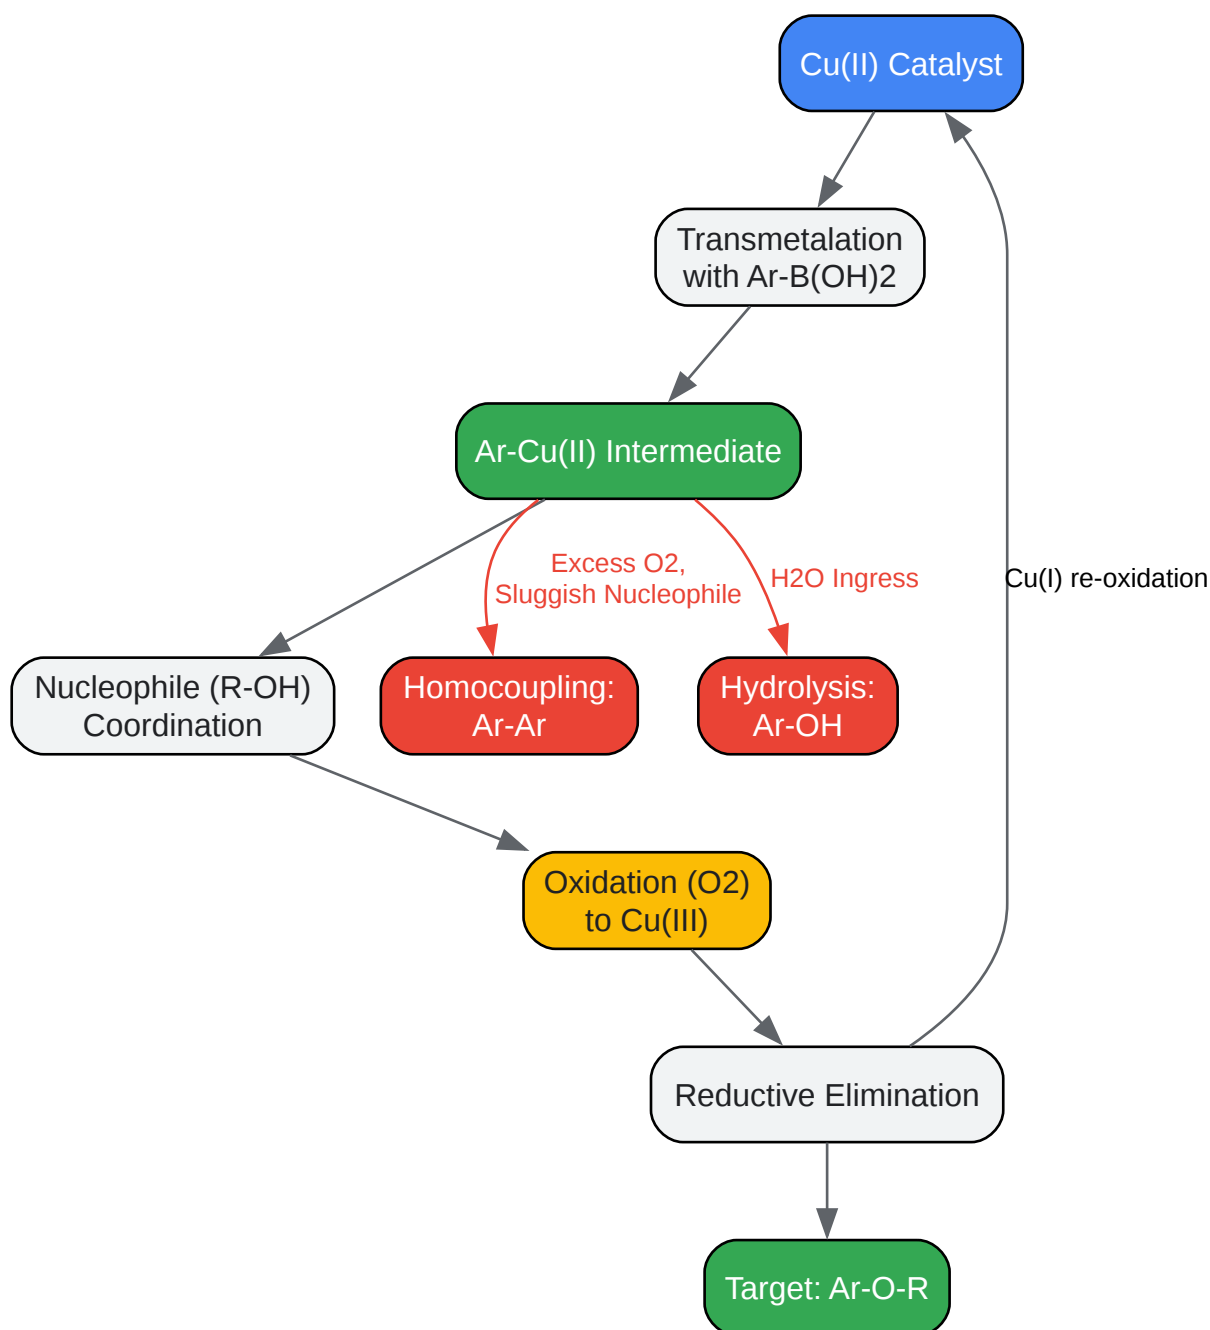 Cu(II) Catalyst
Transmetalation
with Ar-B(OH)2
Ar-Cu(II) Intermediate
Excess O2,
Sluggish Nucleophile
H2O Ingress
Cu(I) re-oxidation
Nucleophile (R-OH)
Coordination
Homocoupling:
Ar-Ar
Hydrolysis:
Ar-OH
Oxidation (O2)
to Cu(III)
Reductive Elimination
Target: Ar-O-R